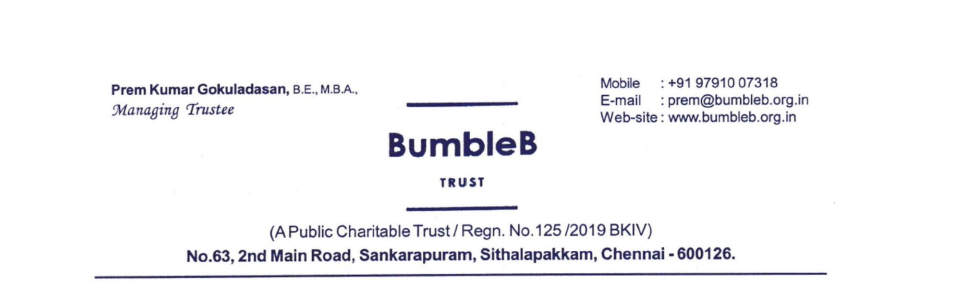 Prem Kumar Gokuladasan, B.E., M.B.A.,
Managing Trustee
Mobile : +91 97910 07318
E-mail : prem@bumbleb.org.in
Web-site : www.bumbleb.org.in
BumbleB
TRUST
(A Public Charitable Trust / Regn. No.125 /2019 BKIV)
No.63, 2nd Main Road, Sankarapuram, Sithalapakkam, Chennai - 600126.